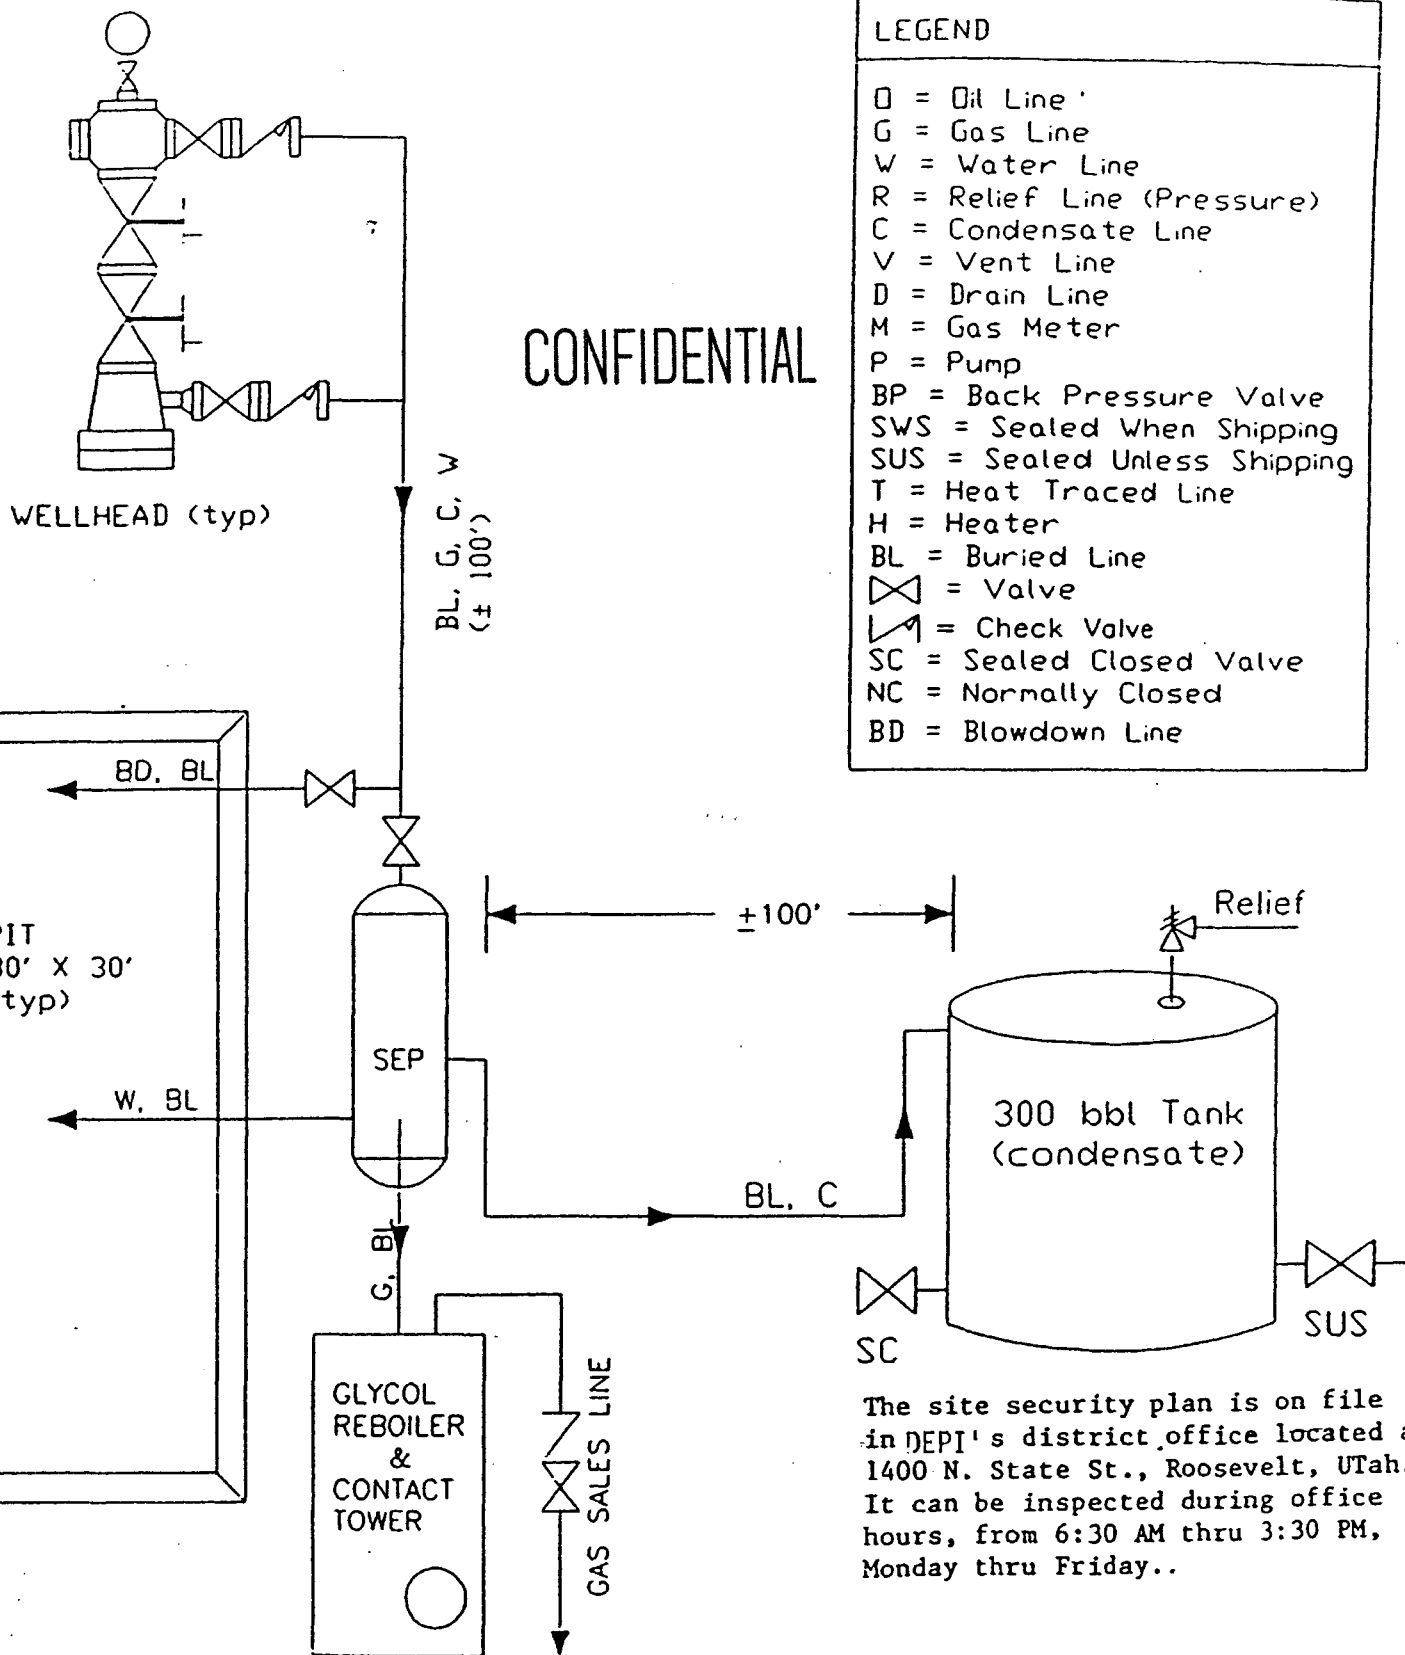 LEGEND
O = Oil Line
G = Gas Line
W = Water Line
R = Relief Line (Pressure)
C = Condensate Line
V = Vent Line
D = Drain Line
M = Gas Meter
P = Pump
BP = Back Pressure Valve
SWS = Sealed When Shipping
SUS = Sealed Unless Shipping
T = Heat Traced Line
H = Heater
BL = Buried Line
= Valve
= Check Valve
SC = Sealed Closed Valve
NC = Normally Closed
BD = Blowdown Line
CONFIDENTIAL
WELLHEAD (typ)
BL, G, C, W
(± 100')
BD, BL
±100'
Relief
PIT
30' X 30'
typ)
SEP
W, BL
300 bbl Tank
(condensate)
BL, C
G, BL
SC
SUS
GLYCOL
REBOILER
&
CONTACT
TOWER
GAS SALES LINE
The site security plan is on file
in DEPI's district office located
1400 N. State St., Roosevelt, UTah.
It can be inspected during office
hours, from 6:30 AM thru 3:30 PM,
Monday thru Friday..